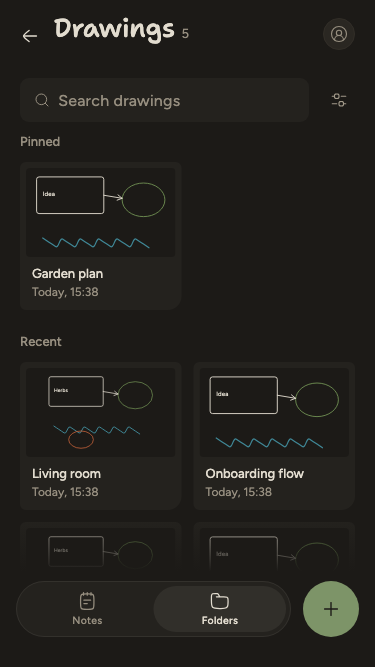 Drawings 5
Search drawings
Pinned
Idea
Garden plan
Today, 15:38
Recent
Herbs
Idea
Living room
Onboarding flow
Today, 15:38
Today, 15:38
Herbs
Idea
Notes
Folders